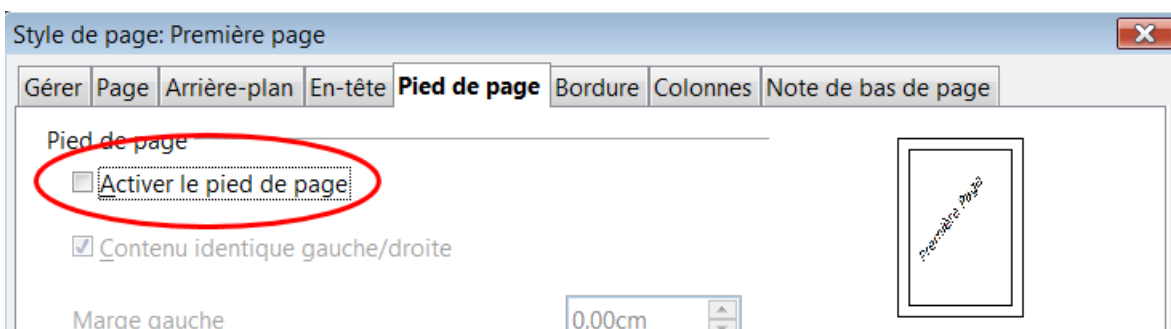 Style de page: Première page
Gérer Page Arrière-plan En-tête Pied de page Bordure Colonnes Note de bas de page
Pied de page
Activer le pied de page
Première Page
Contenu identique gauche/droite
Marge gauche 0,00cm